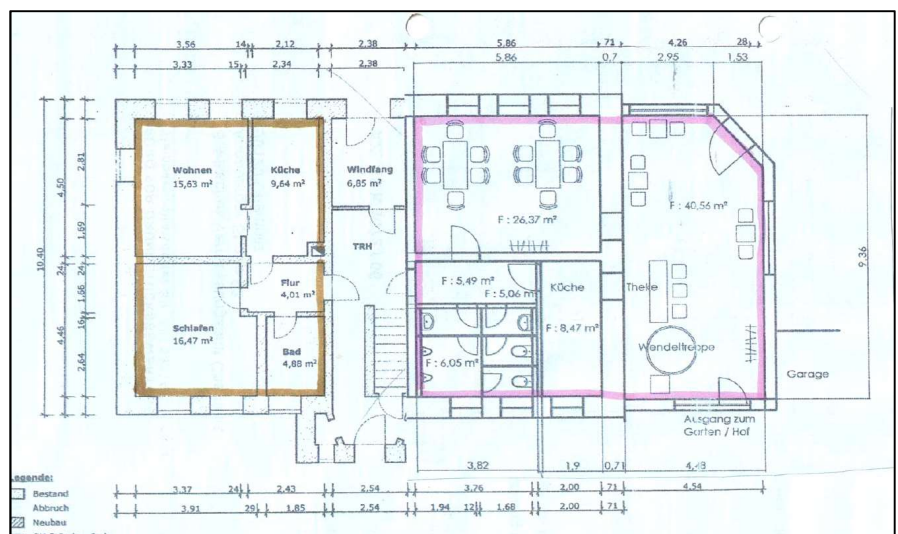 3,56 14 2,12 2,38 5,86 71 4,26 28
3,33 15 2,34 2,38 5,86 0,7 2,95 1,53
10,40
4,50
24
4,46
2,81
1,69
24
1,66
16
2,64
Wohnen
15,63 m²
Küche
9,64 m²
Windfang
6,85 m²
TRH
Flur
4,01 m²
Schlafen
16,47 m²
Bad
4,88 m²
F : 26,37 m²
F : 40,56 m²
F : 5,49 m²
F : 5,06 m²
Küche
Theke
F : 8,47 m²
F : 6,05 m²
Wendeltreppe
9,36
Garage
Ausgang zum
Garten / Hof
3,82 1,9 0,71 4,48
3,37 24 2,43 2,54 3,76 2,00 71 4,54
3,91 29 1,85 2,54 1,94 12 1,68 2,00 71
Legende:
Bestand
Abbruch
Neubau